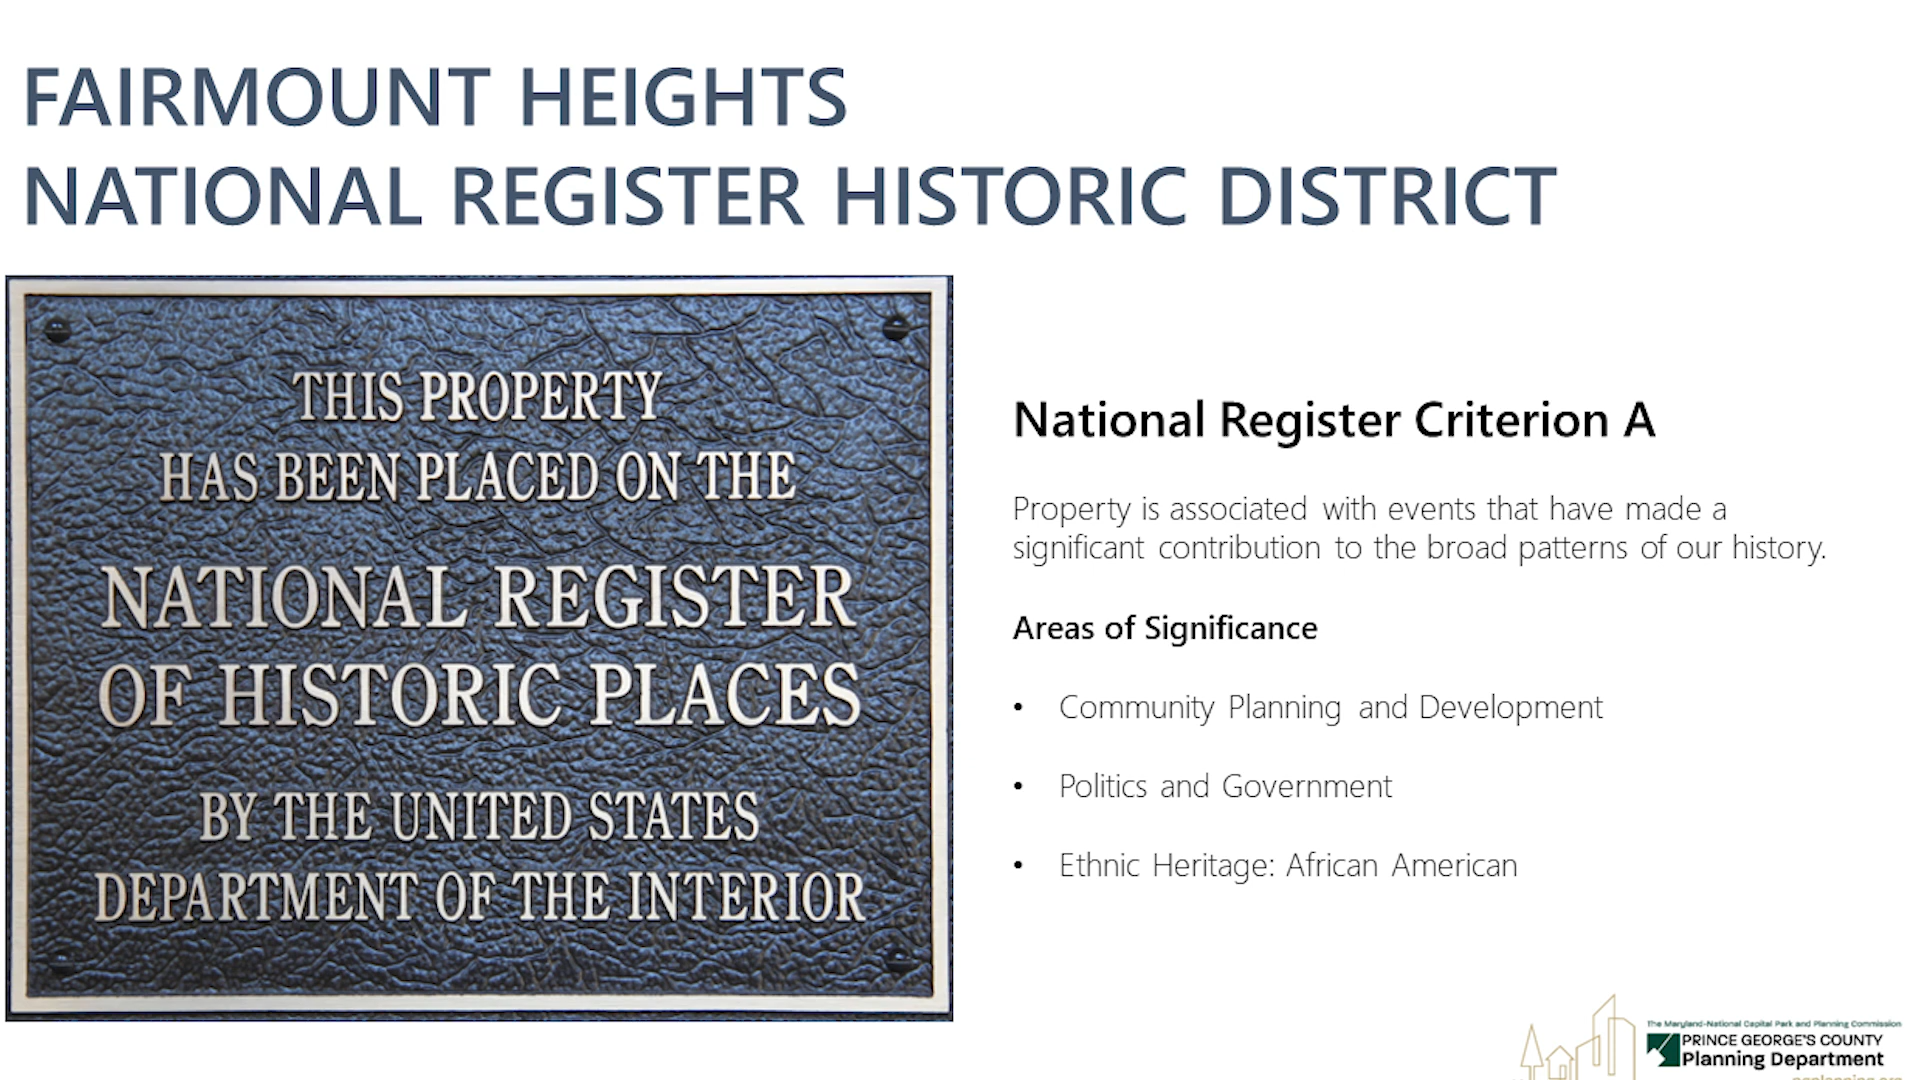 FAIRMOUNT HEIGHTS
NATIONAL REGISTER HISTORIC DISTRICT
THIS PROPERTY
HAS BEEN PLACED ON THE
NATIONAL REGISTER
OF HISTORIC PLACES
BY THE UNITED STATES
DEPARTMENT OF THE INTERIOR
National Register Criterion A
Property is associated with events that have made a
significant contribution to the broad patterns of our history.
Areas of Significance
• Community Planning and Development
• Politics and Government
• Ethnic Heritage: African American
The Maryland-National Capital Park and Planning Commission
PRINCE GEORGE'S COUNTY
Planning Department